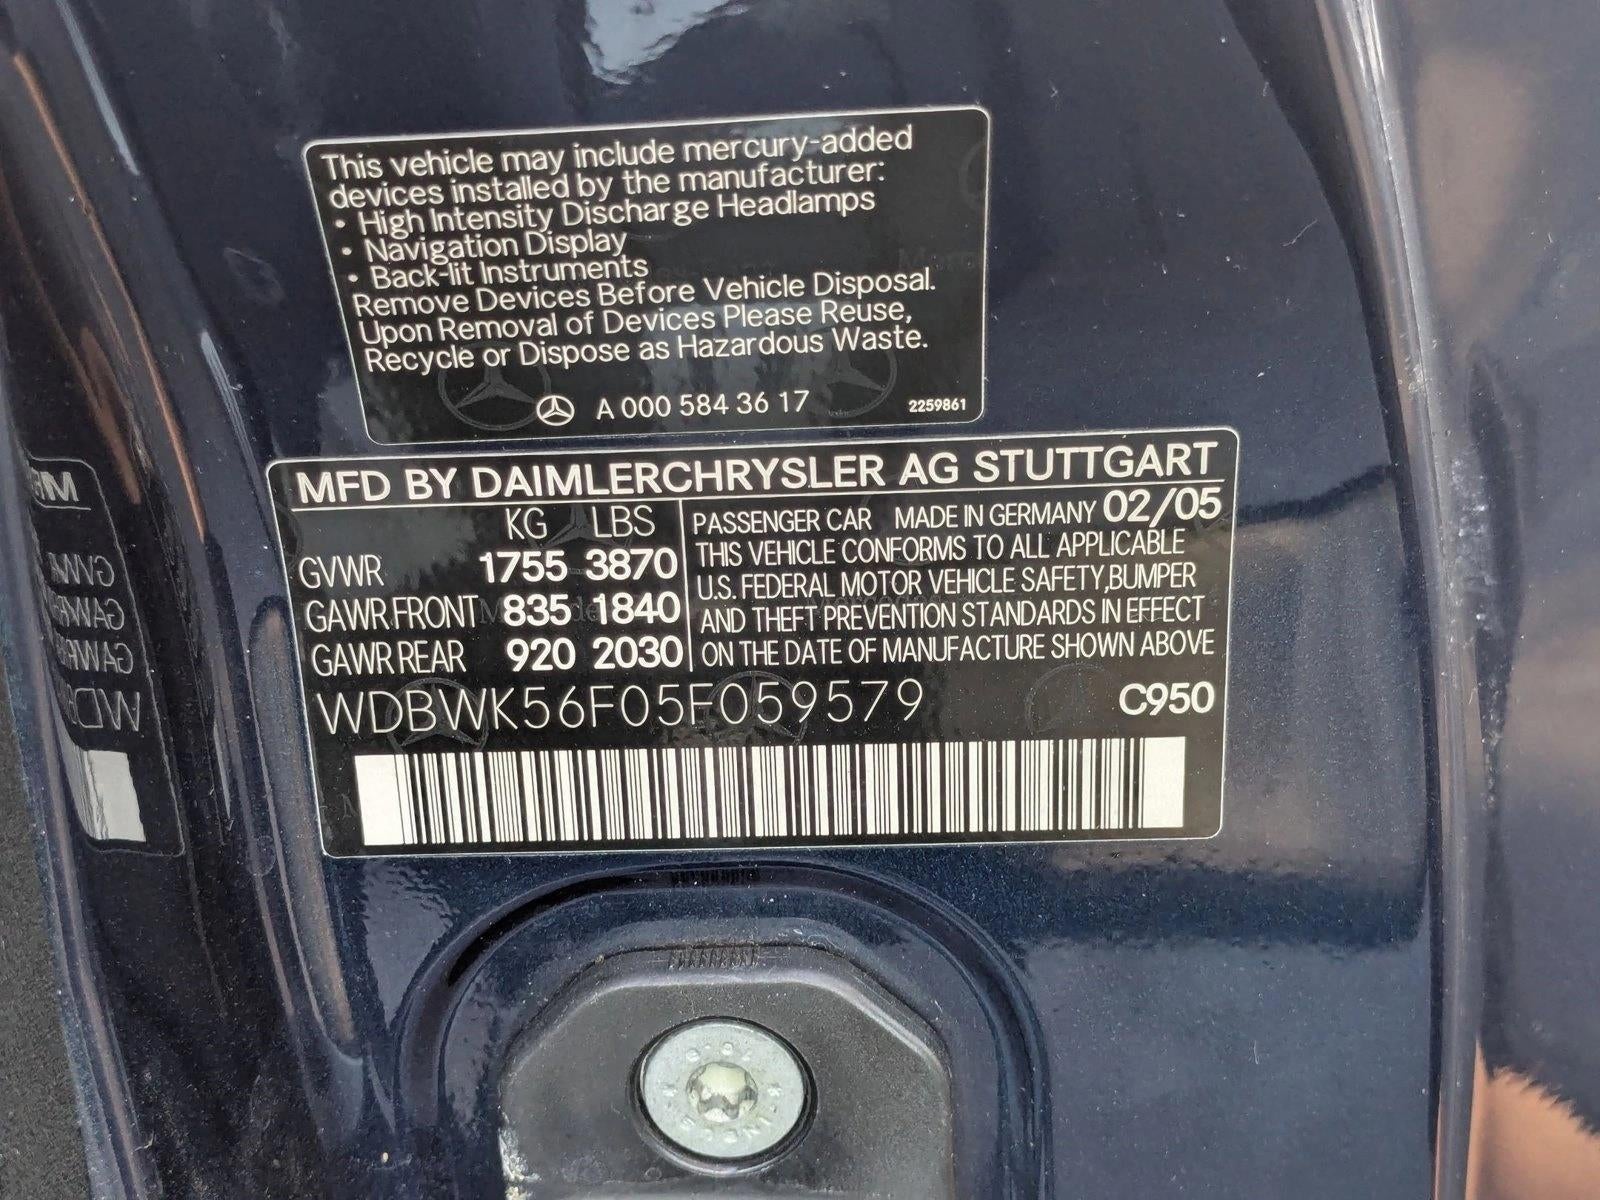 This vehicle may include mercury-added
devices installed by the manufacturer:
• High Intensity Discharge Headlamps
• Navigation Display
• Back-lit Instruments
Remove Devices Before Vehicle Disposal.
Upon Removal of Devices Please Reuse,
Recycle or Dispose as Hazardous Waste.
A 000 584 36 17 2259861
MFD BY DAIMLERCHRYSLER AG STUTTGART
KG LBS
GVWR 1755 3870
GAWR FRONT 835 1840
GAWR REAR 920 2030
PASSENGER CAR MADE IN GERMANY 02/05
THIS VEHICLE CONFORMS TO ALL APPLICABLE
U.S. FEDERAL MOTOR VEHICLE SAFETY, BUMPER
AND THEFT PREVENTION STANDARDS IN EFFECT
ON THE DATE OF MANUFACTURE SHOWN ABOVE
WDBWK56F05F059579 C950